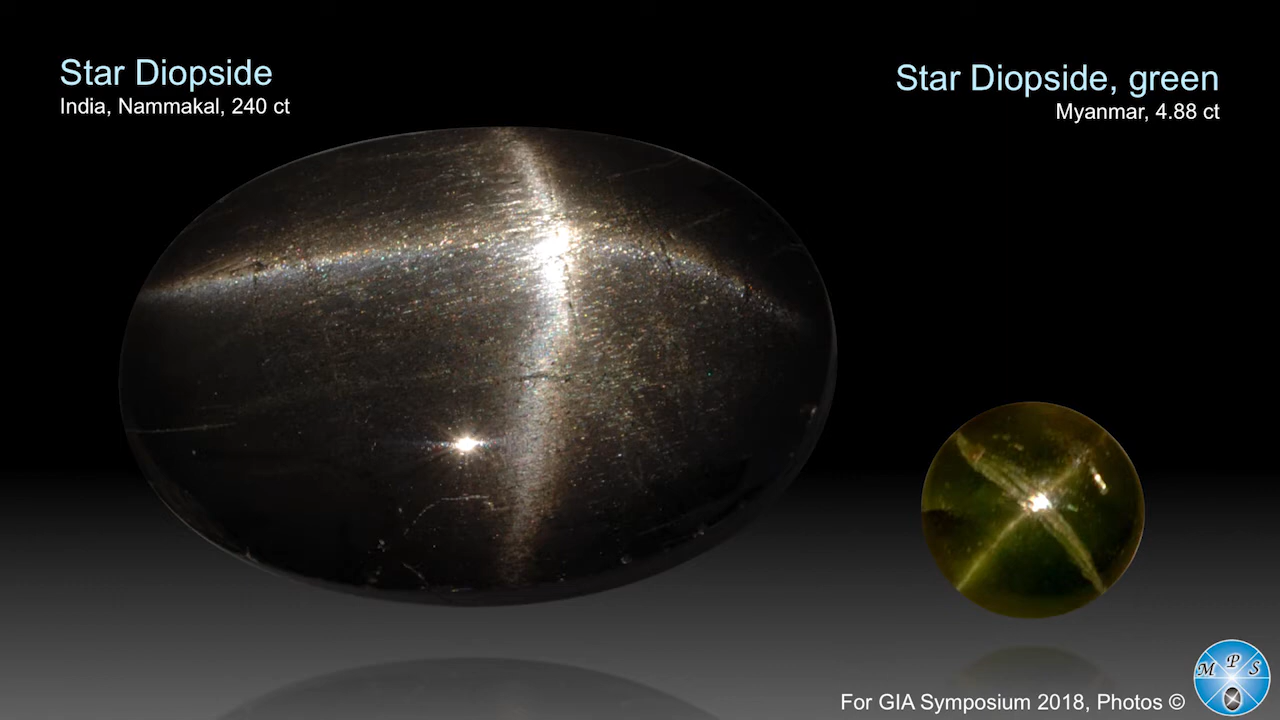 Star Diopside
India, Nammakal, 240 ct
Star Diopside, green
Myanmar, 4.88 ct
For GIA Symposium 2018, Photos ©
M P S